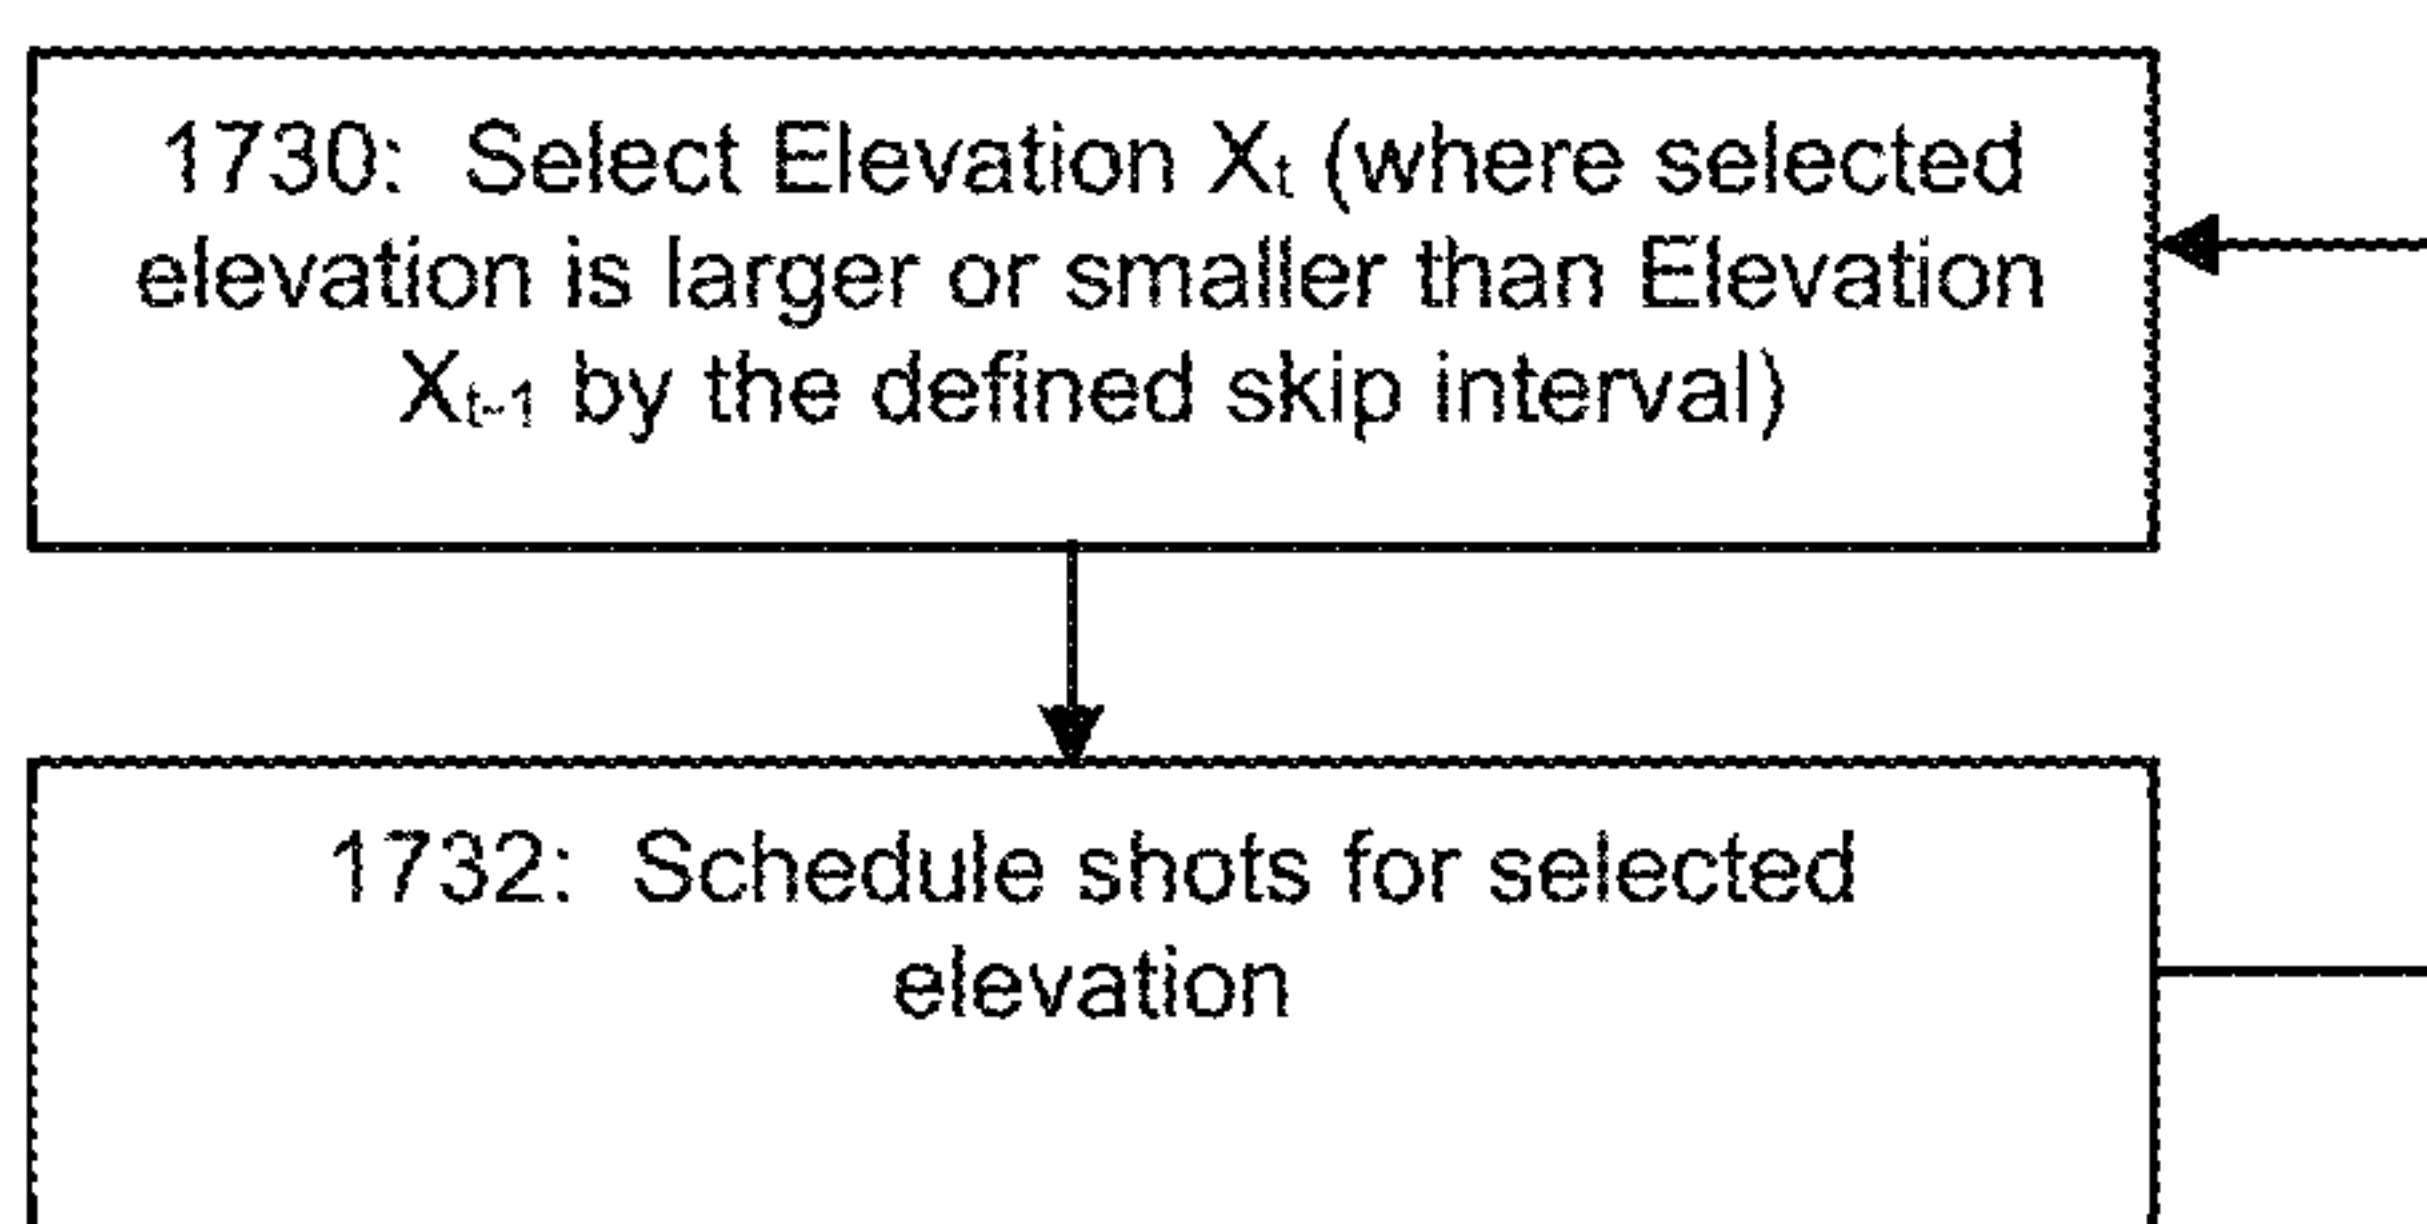 1730: Select Elevation Xₜ (where selected
elevation is larger or smaller than Elevation
Xₜ₋₁ by the defined skip interval)
1732: Schedule shots for selected
elevation